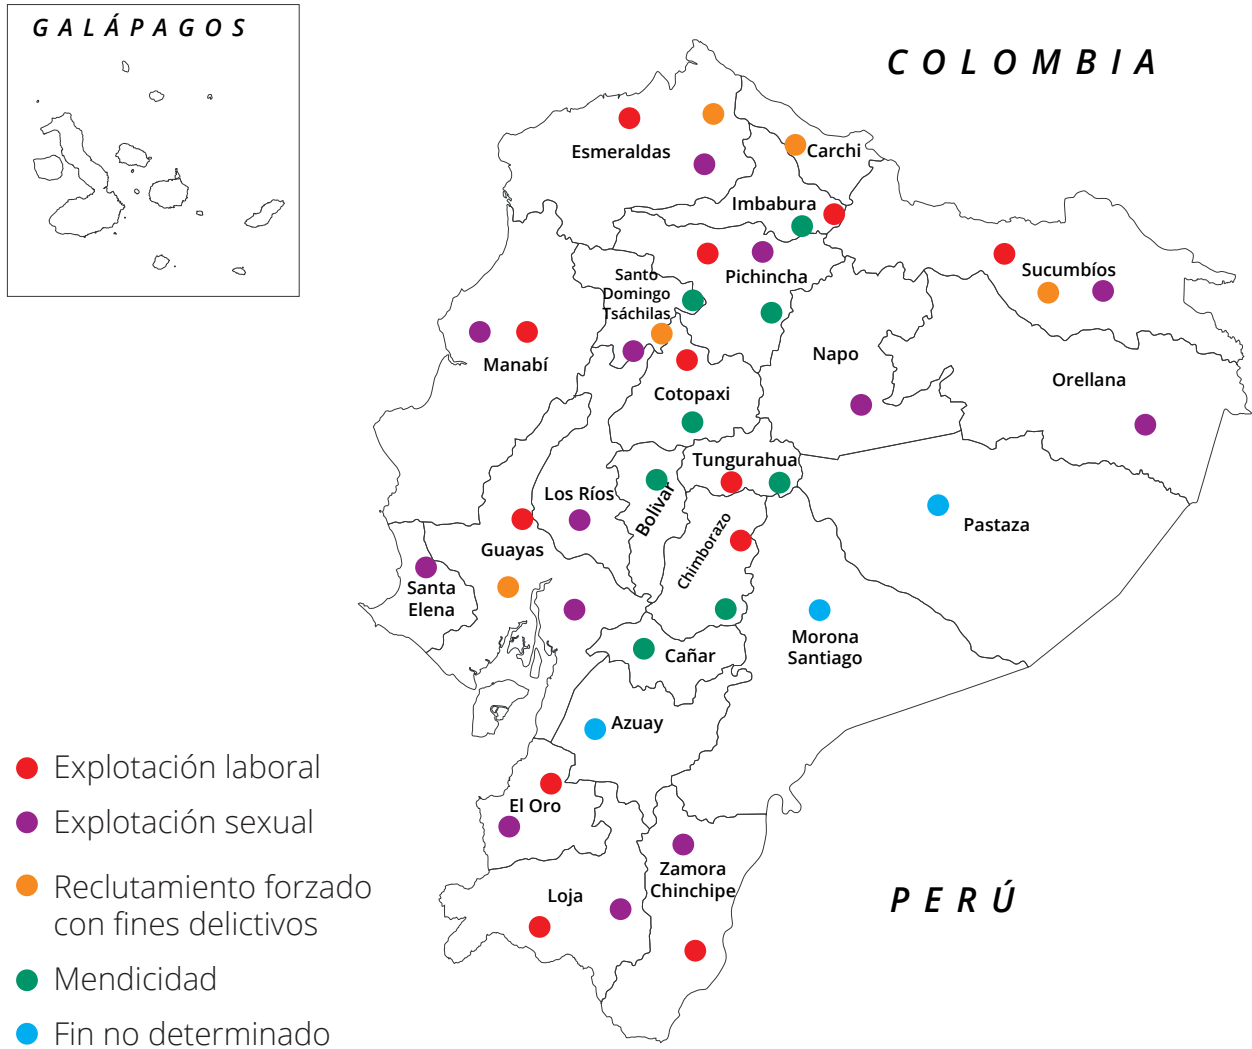 GALÁPAGOS
COLOMBIA
Esmeraldas
Carchi
Imbabura
Santo
Domingo
Tsáchilas
Pichincha
Sucumbíos
Manabí
Napo
Orellana
Cotopaxi
Tungurahua
Los Ríos
Bolivar
Chimborazo
Pastaza
Guayas
Santa
Elena
Morona
Santiago
Cañar
Azuay
El Oro
Zamora
Chinchipe
Loja
PERÚ
Explotación laboral
Explotación sexual
Reclutamiento forzado
con fines delictivos
Mendicidad
Fin no determinado